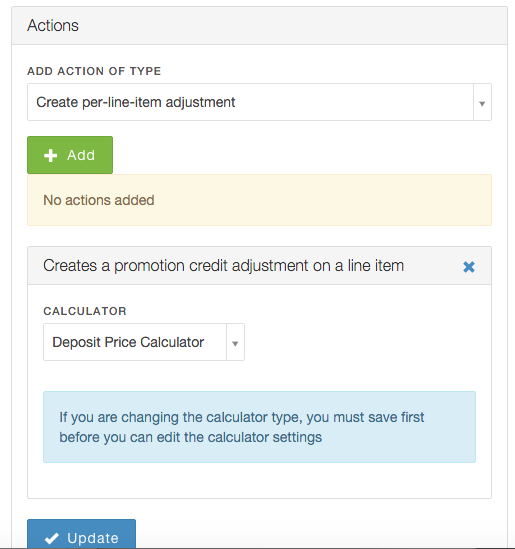 Actions
ADD ACTION OF TYPE
Create per-line-item adjustment
Add
No actions added
Creates a promotion credit adjustment on a line item
CALCULATOR
Deposit Price Calculator
If you are changing the calculator type, you must save first
before you can edit the calculator settings
Update